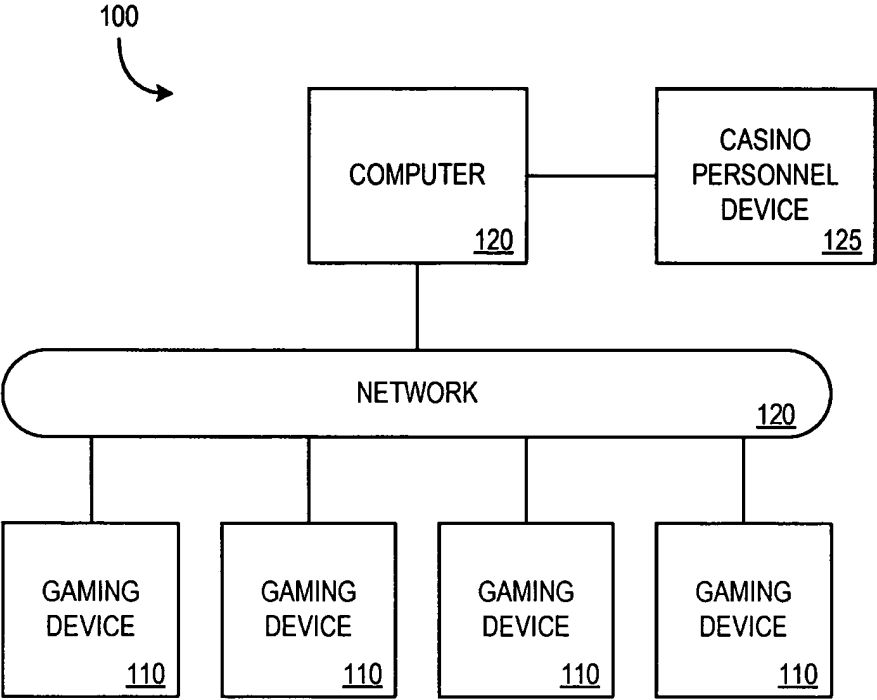 100
COMPUTER
120
CASINO
PERSONNEL
DEVICE
125
NETWORK
120
GAMING
DEVICE
110
GAMING
DEVICE
110
GAMING
DEVICE
110
GAMING
DEVICE
110